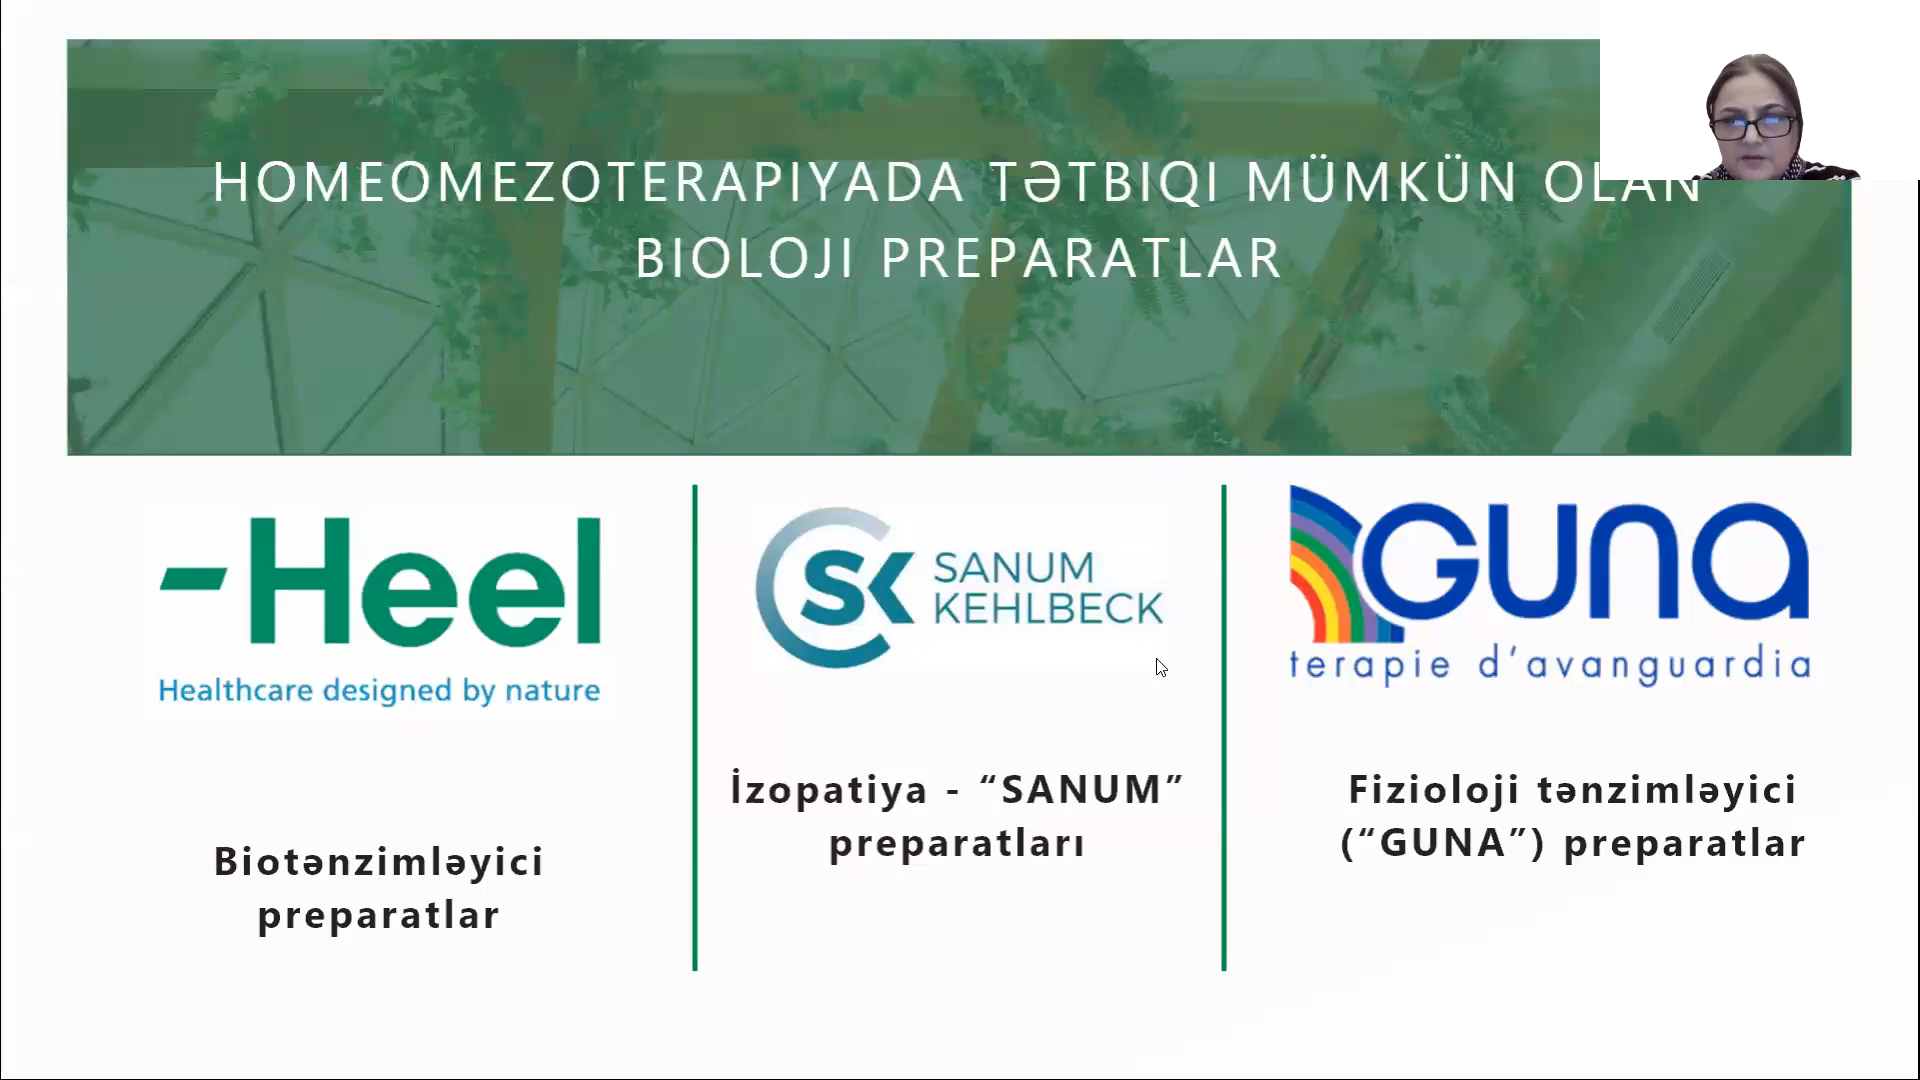 HOMEOMEZOTERAPIYADA TƏTBIQI MÜMKÜN OLAN
BIOLOJI PREPARATLAR
-Heel
Healthcare designed by nature
Biotənzimləyici
preparatlar
SK
SANUM
KEHLBECK
İzopatiya - “SANUM”
preparatları
GUNA
terapie d’avanguardia
Fizioloji tənzimləyici
(“GUNA”) preparatlar